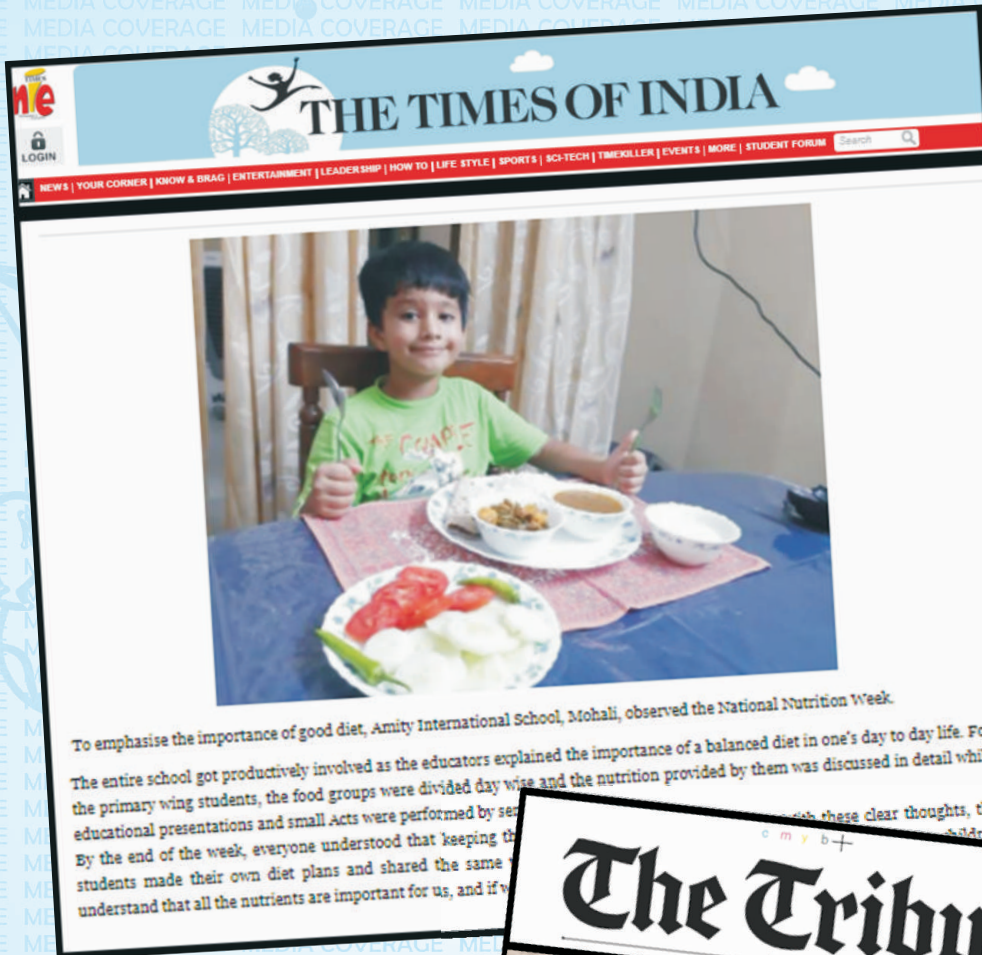 MEDIA COVERAGE MEDIA COVERAGE MEDIA COVERAGE MEDIA COVERAGE
TIMES
nie
LOGIN
THE TIMES OF INDIA
NEWS | YOUR CORNER | KNOW & BRAG | ENTERTAINMENT | LEADERSHIP | HOW TO | LIFE STYLE | SPORTS | SCI-TECH | TIMEKILLER | EVENTS | MORE | STUDENT FORUM
Search
To emphasise the importance of good diet, Amity International School, Mohali, observed the National Nutrition Week.
The entire school got productively involved as the educators explained the importance of a balanced diet in one's day to day life. Fo
the primary wing students, the food groups were divided day wise and the nutrition provided by them was discussed in detail whi
educational presentations and small Acts were performed by
with these clear thoughts, t
By the end of the week, everyone understood that keeping th
students made their own diet plans and shared the same
understand that all the nutrients are important for us, and if w
c m y b
The Tribu
MEDIA COVERAGE